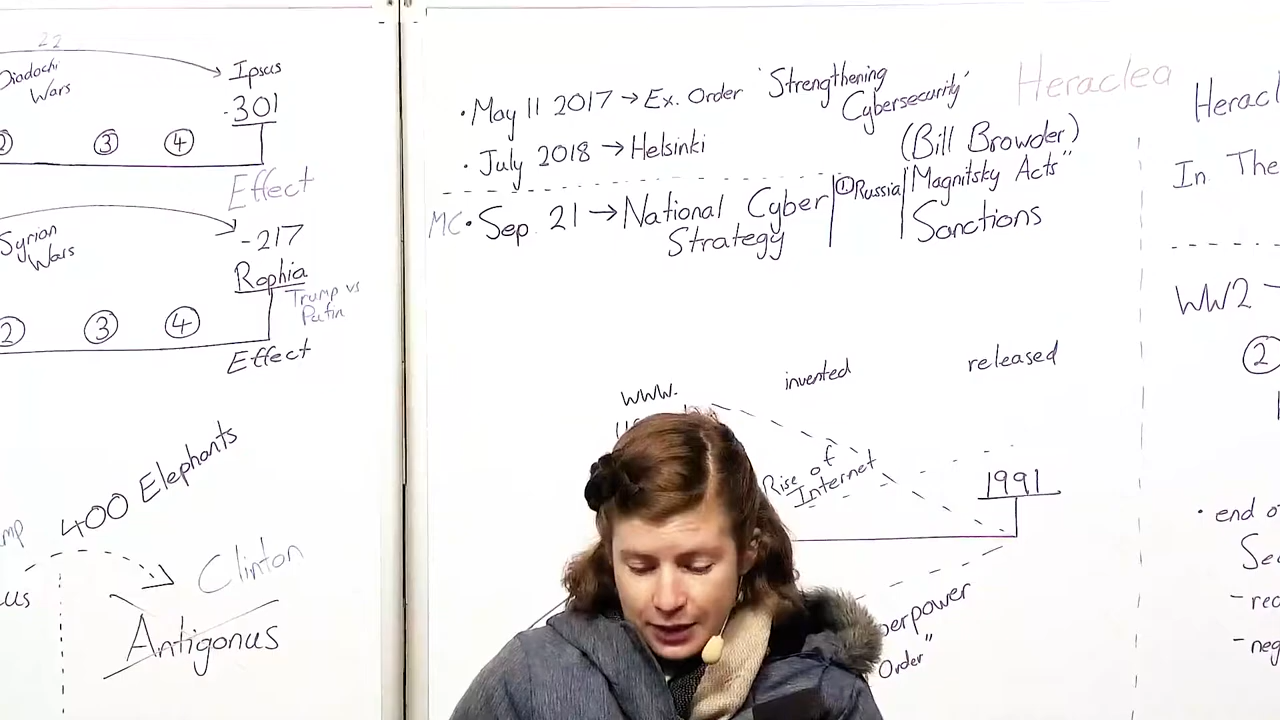 22
Diadochi
Wars
Ipsus
-301
③ ④
Effect
Syrian
Wars
-217
Raphia
Trump vs
Putin
② ③ ④
Effect
400 Elephants
Clinton
Antigonus
• May 11 2017 → Ex. Order 'Strengthening
Cybersecurity'
• July 2018 → Helsinki
(Bill Browder)
MC • Sep. 21 → National Cyber
Strategy
① Russia
Magnitsky Acts"
Sanctions
Heraclea
www.
invented
released
Rise of
Internet
1991
Order"
In The
WW2
②
• end